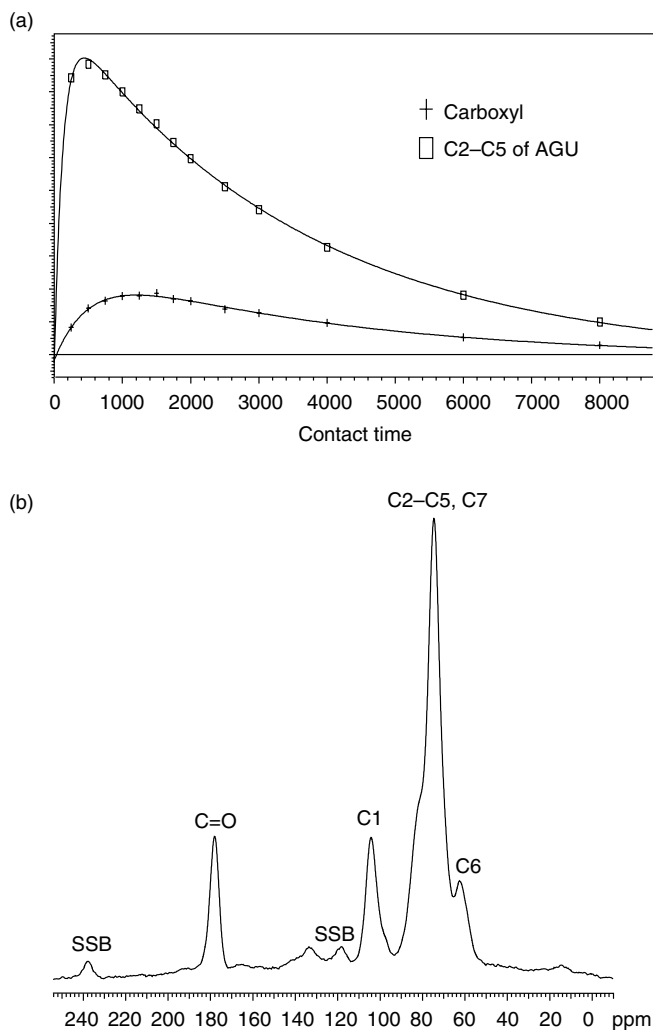 (a)
Carboxyl
C2–C5 of AGU
0 1000 2000 3000 4000 5000 6000 7000 8000
Contact time
(b)
C2–C5, C7
C=O
C1
C6
SSB
SSB
240 220 200 180 160 140 120 100 80 60 40 20 0 ppm